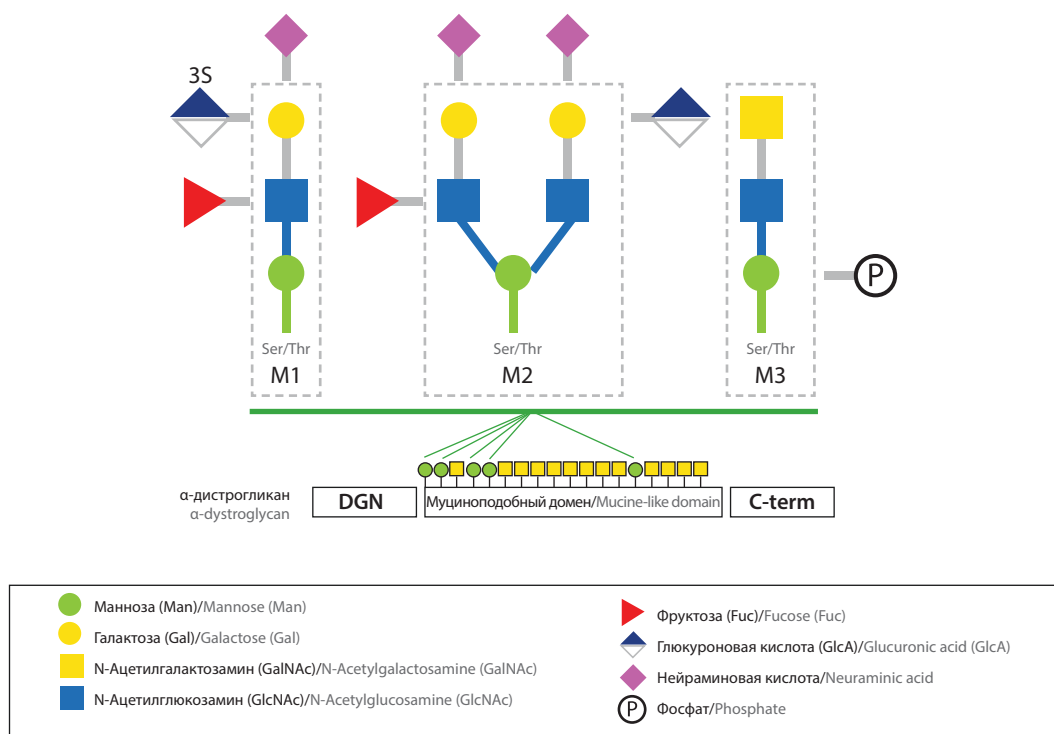 3S
Ser/Thr
M1
Ser/Thr
M2
Ser/Thr
M3
P
α-дистрогликан
α-dystroglycan
DGN
Муциноподобный домен/Mucine-like domain
C-term
Манноза (Man)/Mannose (Man)
Галактоза (Gal)/Galactose (Gal)
N-Ацетилгалактозамин (GalNAc)/N-Acetylgalactosamine (GalNAc)
N-Ацетилглюкозамин (GlcNAc)/N-Acetylglucosamine (GlcNAc)
Фруктоза (Fuc)/Fucose (Fuc)
Глюкуроновая кислота (GlcA)/Glucuronic acid (GlcA)
Нейраминовая кислота/Neuraminic acid
P
Фосфат/Phosphate